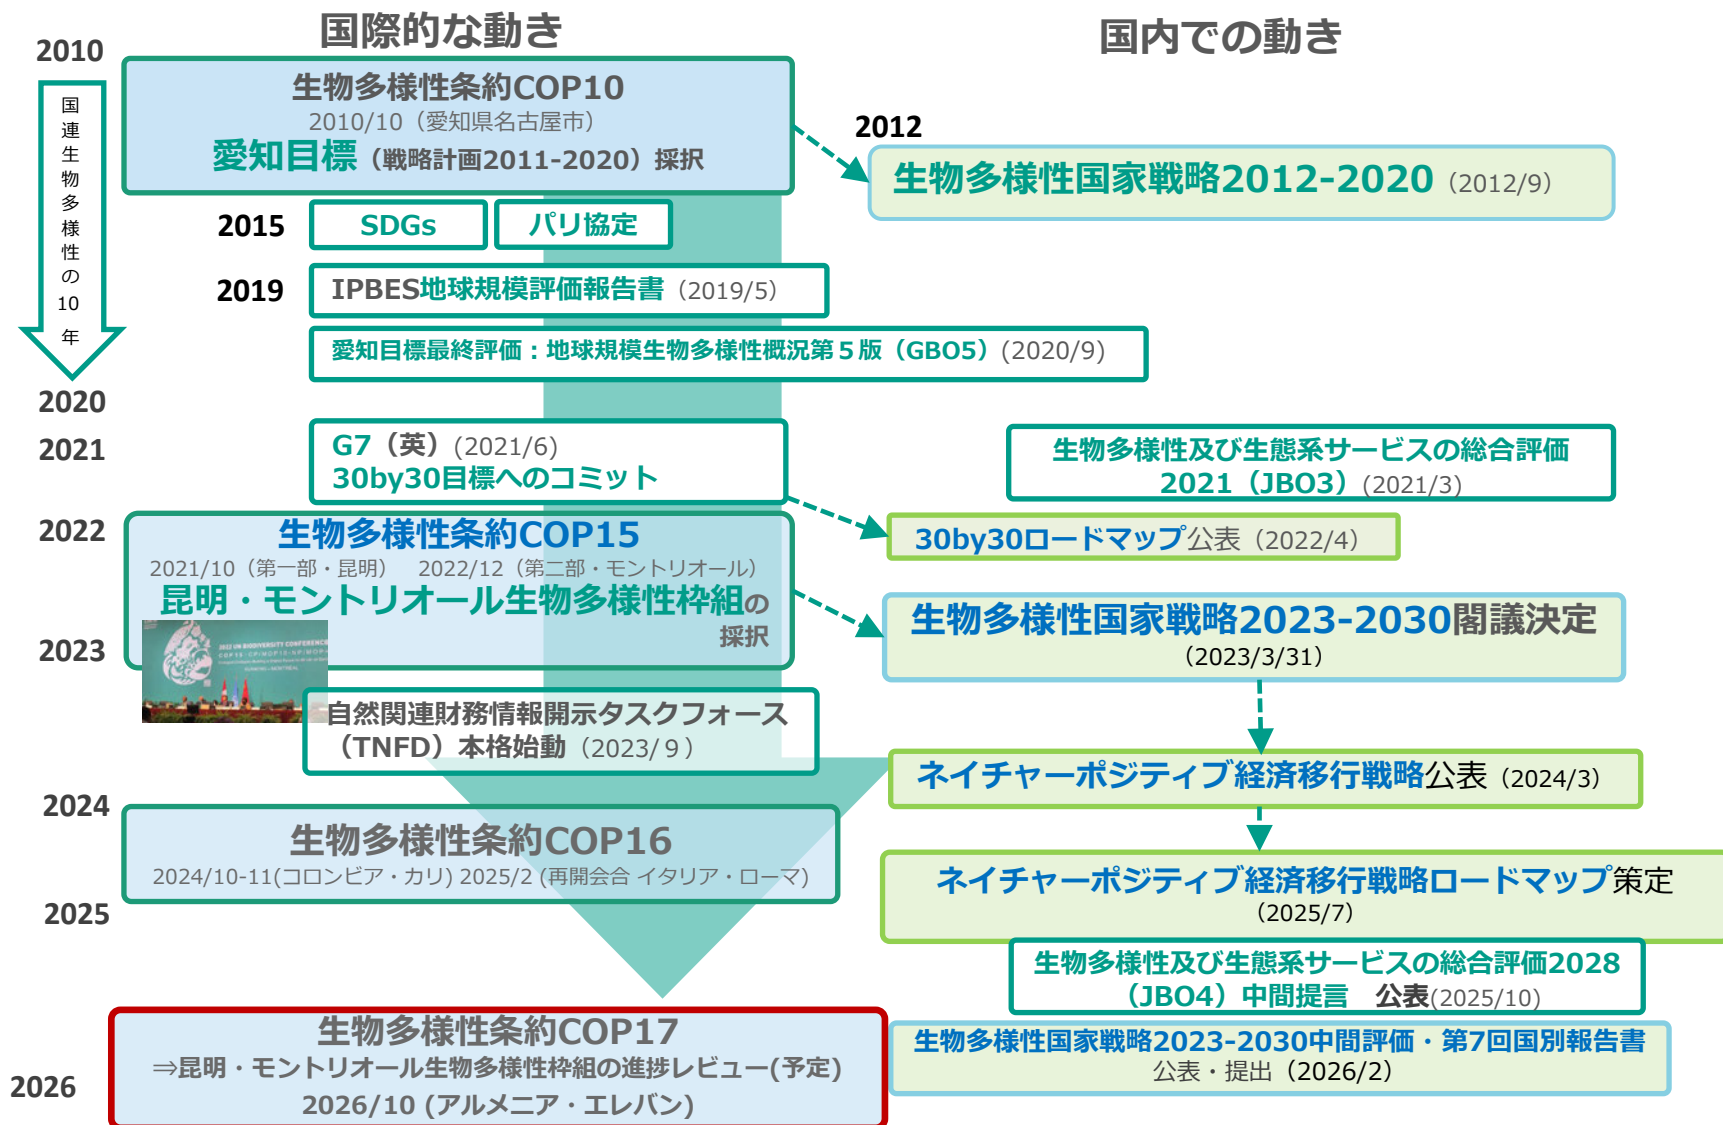 国際的な動き
国内での動き
2010
国連生物多様性の10年
生物多様性条約COP10
2010/10（愛知県名古屋市）
愛知目標（戦略計画2011-2020）採択
2012
生物多様性国家戦略2012-2020（2012/9）
2015
SDGs
パリ協定
2019
IPBES地球規模評価報告書（2019/5）
愛知目標最終評価：地球規模生物多様性概況第５版（GBO5）(2020/9)
2020
2021
G7（英）(2021/6)
30by30目標へのコミット
生物多様性及び生態系サービスの総合評価
2021（JBO3）(2021/3)
2022
生物多様性条約COP15
2021/10（第一部・昆明）　2022/12（第二部・モントリオール）
昆明・モントリオール生物多様性枠組の
採択
30by30ロードマップ公表（2022/4）
生物多様性国家戦略2023-2030閣議決定
（2023/3/31）
2023
2022 UN BIODIVERSITY CONFERENCE
自然関連財務情報開示タスクフォース
（TNFD）本格始動（2023/９）
ネイチャーポジティブ経済移行戦略公表（2024/3）
2024
生物多様性条約COP16
2024/10-11(コロンビア・カリ) 2025/2 (再開会合 イタリア・ローマ)
2025
ネイチャーポジティブ経済移行戦略ロードマップ策定
（2025/7）
生物多様性及び生態系サービスの総合評価2028
（JBO4）中間提言　公表(2025/10)
生物多様性条約COP17
⇒昆明・モントリオール生物多様性枠組の進捗レビュー(予定)
2026/10 (アルメニア・エレバン)
2026
生物多様性国家戦略2023-2030中間評価・第7回国別報告書
公表・提出（2026/2）